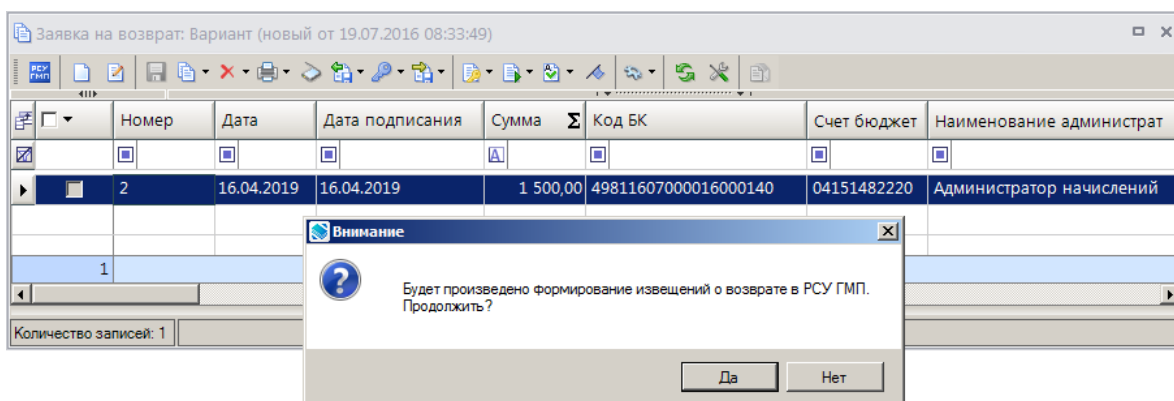 Заявка на возврат: Вариант (новый от 19.07.2016 08:33:49)
РСУ
ГМП
Номер Дата Дата подписания Сумма Σ Код БК Счет бюджет Наименование администрат
2 16.04.2019 16.04.2019 1 500,00 49811607000016000140 04151482220 Администратор начислений
Внимание
1
Будет произведено формирование извещений о возврате в РСУ ГМП.
Продолжить?
Количество записей: 1
Да Нет